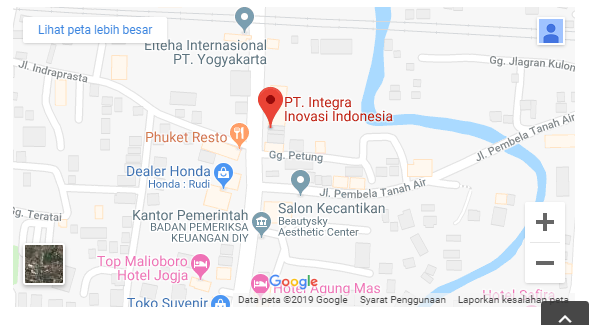 Lihat peta lebih besar
Elteha Internasional
PT. Yogyakarta
Gg. Jlagran Kulon
Jl. Indraprasta
PT. Integra
Inovasi Indonesia
Phuket Resto
Jl. Pembela Tanah Air
Gg. Petung
Dealer Honda
Honda : Rudi
Jl. Pembela Tanah Air
Gg. Teratai
Kantor Pemerintah
BADAN PEMERIKSA
KEUANGAN DIY
Salon Kecantikan
Beautysky
Aesthetic Center
Top Malioboro
Hotel Jogja
Google
Hotel Agung Mas
Hotel Safira
Toko Suvenir
Data peta ©2019 Google
Syarat Penggunaan
Laporkan kesalahan peta